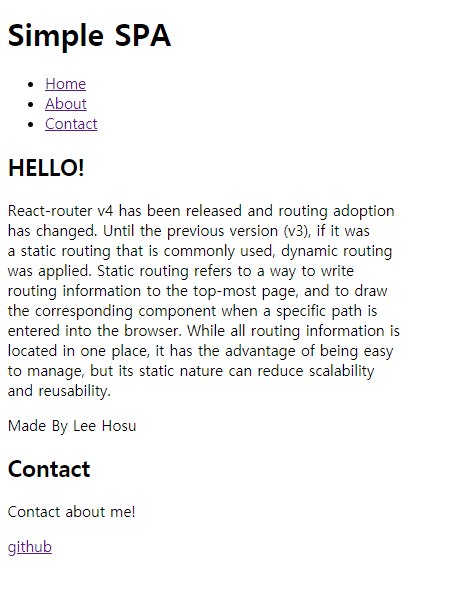 Simple SPA
Home
About
Contact
HELLO!
React-router v4 has been released and routing adoption
has changed. Until the previous version (v3), if it was
a static routing that is commonly used, dynamic routing
was applied. Static routing refers to a way to write
routing information to the top-most page, and to draw
the corresponding component when a specific path is
entered into the browser. While all routing information is
located in one place, it has the advantage of being easy
to manage, but its static nature can reduce scalability
and reusability.
Made By Lee Hosu
Contact
Contact about me!
github